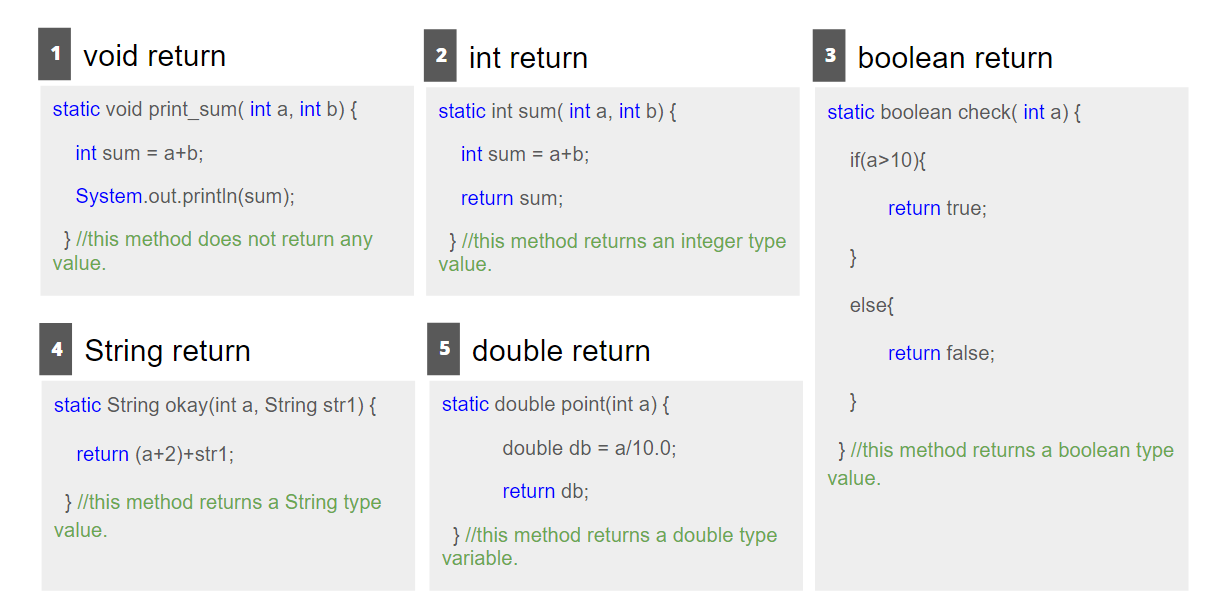 1 void return
static void print_sum( int a, int b) {
int sum = a+b;
System.out.println(sum);
} //this method does not return any
value.
2 int return
static int sum( int a, int b) {
int sum = a+b;
return sum;
} //this method returns an integer type
value.
3 boolean return
static boolean check( int a) {
if(a>10){
return true;
}
else{
return false;
}
} //this method returns a boolean type
value.
4 String return
static String okay(int a, String str1) {
return (a+2)+str1;
} //this method returns a String type
value.
5 double return
static double point(int a) {
double db = a/10.0;
return db;
} //this method returns a double type
variable.